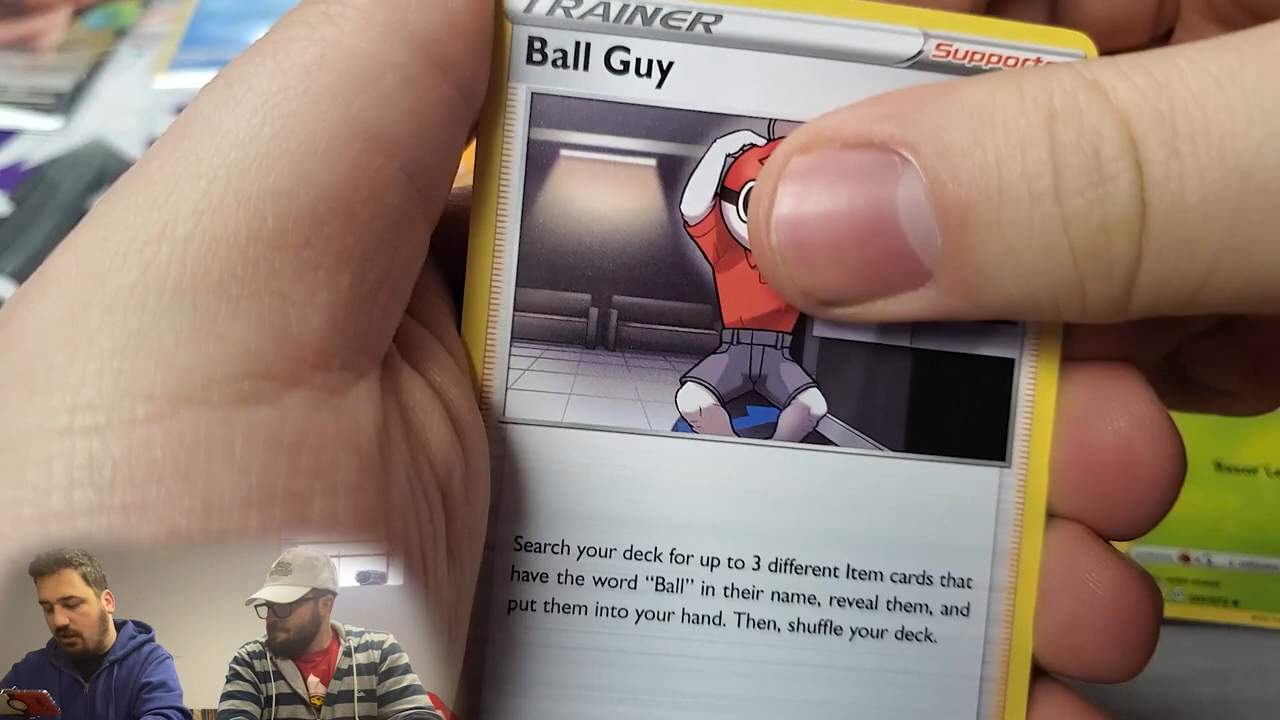 TRAINER
Supporter
Ball Guy
Search your deck for up to 3 different Item cards that
have the word "Ball" in their name, reveal them, and
put them into your hand. Then, shuffle your deck.